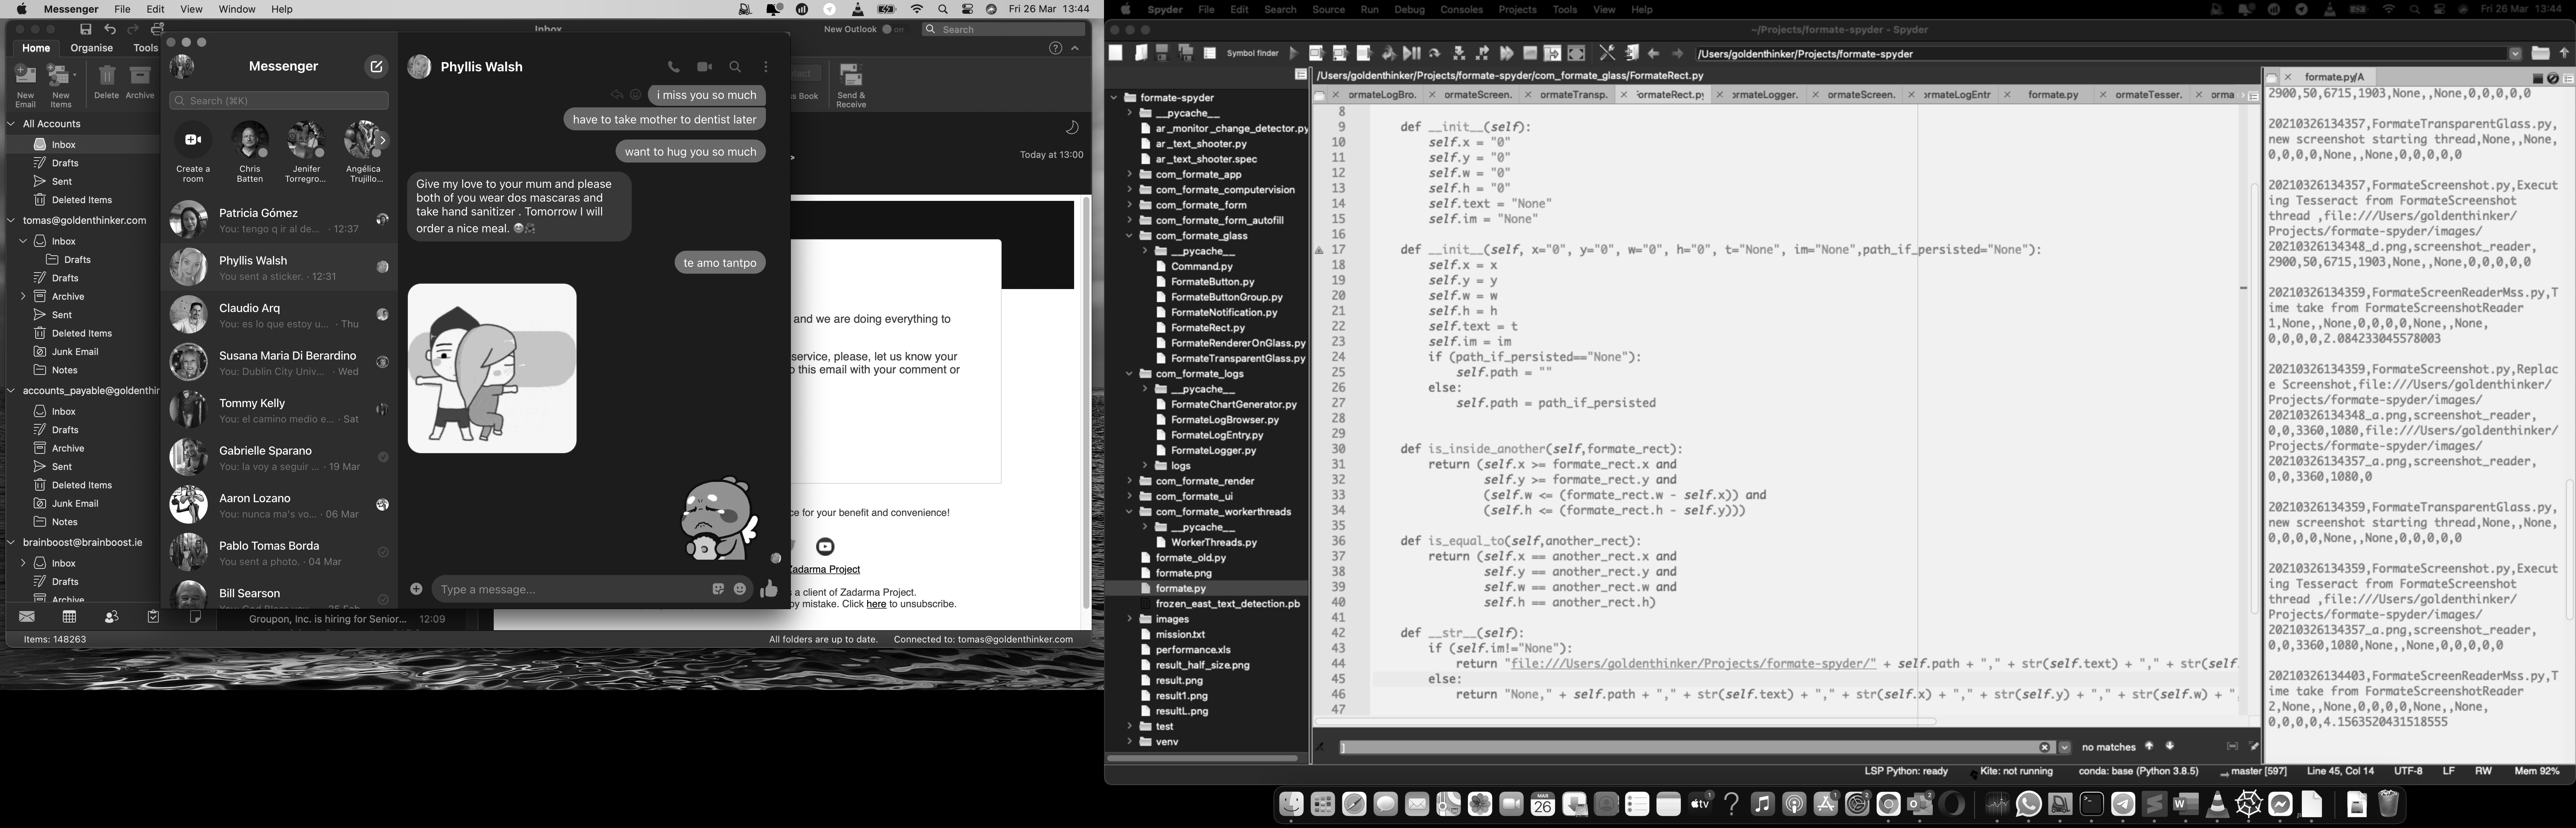 Messenger File Edit View Window Help
Fri 26 Mar 13:44
Inbox
New Outlook
Search
Home Organise Tools
New Email
New Items
Delete
Archive
s Book
Send & Receive
All Accounts
Inbox
Drafts
Sent
Deleted Items
tomas@goldenthinker.com
Inbox
Drafts
Drafts
Archive
Sent
Deleted Items
Junk Email
Notes
accounts_payable@goldenthin
Inbox
Drafts
Archive
Sent
Deleted Items
Junk Email
Notes
brainboost@brainboost.ie
Inbox
Drafts
Archive
Items: 148263
Messenger
Search (⌘K)
Create a room
Chris Batten
Jenifer Torregro...
Angélica Trujillo...
Patricia Gómez
You: tengo q ir al de... · 12:37
Phyllis Walsh
You sent a sticker. · 12:31
Claudio Arq
You: es lo que estoy u... · Thu
Susana Maria Di Berardino
You: Dublin City Univ... · Wed
Tommy Kelly
You: el camino medio e... · Sat
Gabrielle Sparano
You: la voy a seguir ... · 19 Mar
Aaron Lozano
You: nunca ma's vo... · 06 Mar
Pablo Tomas Borda
You sent a photo. · 04 Mar
Bill Searson
Phyllis Walsh
i miss you so much
have to take mother to dentist later
want to hug you so much
Give my love to your mum and please
both of you wear dos mascaras and
take hand sanitizer . Tomorrow I will
order a nice meal.
te amo tantpo
Type a message...
Today at 13:00
and we are doing everything to
service, please, let us know your
o this email with your comment or
ce for your benefit and convenience!
Zadarma Project
a client of Zadarma Project.
by mistake. Click here to unsubscribe.
Groupon, Inc. is hiring for Senior... 12:09
All folders are up to date. Connected to: tomas@goldenthinker.com
Spyder File Edit Search Source Run Debug Consoles Projects Tools View Help
Fri 26 Mar 13:44
~/Projects/formate-spyder - Spyder
Symbol finder
/Users/goldenthinker/Projects/formate-spyder
/Users/goldenthinker/Projects/formate-spyder/com_formate_glass/FormateRect.py
formate-spyder
__pycache__
ar_monitor_change_detector.py
ar_text_shooter.py
ar_text_shooter.spec
com_formate_app
com_formate_computervision
com_formate_form
com_formate_form_autofill
com_formate_glass
__pycache__
Command.py
FormateButton.py
FormateButtonGroup.py
FormateNotification.py
FormateRect.py
FormateRendererOnGlass.py
FormateTransparentGlass.py
com_formate_logs
__pycache__
FormateChartGenerator.py
FormateLogBrowser.py
FormateLogEntry.py
FormateLogger.py
logs
com_formate_render
com_formate_ui
com_formate_workerthreads
__pycache__
WorkerThreads.py
formate_old.py
formate.png
formate.py
frozen_east_text_detection.pb
images
mission.txt
performance.xls
result_half_size.png
result.png
result1.png
resultL.png
test
venv
ormateLogBro. ormateScreen. ormateTransp. ormateRect.py ormateLogger. ormateScreen. ormateLogEntr formate.py ormateTesser. orma
8
9 def __init__(self):
10 self.x = "0"
11 self.y = "0"
12 self.w = "0"
13 self.h = "0"
14 self.text = "None"
15 self.im = "None"
16
17 def __init__(self, x="0", y="0", w="0", h="0", t="None", im="None",path_if_persisted="None"):
18 self.x = x
19 self.y = y
20 self.w = w
21 self.h = h
22 self.text = t
23 self.im = im
24 if (path_if_persisted=="None"):
25 self.path = ""
26 else:
27 self.path = path_if_persisted
28
29
30 def is_inside_another(self,formate_rect):
31 return (self.x >= formate_rect.x and
32 self.y >= formate_rect.y and
33 (self.w <= (formate_rect.w - self.x)) and
34 (self.h <= (formate_rect.h - self.y)))
35
36 def is_equal_to(self,another_rect):
37 return (self.x == another_rect.x and
38 self.y == another_rect.y and
39 self.w == another_rect.w and
40 self.h == another_rect.h)
41
42 def __str__(self):
43 if (self.im!="None"):
44 return "file:///Users/goldenthinker/Projects/formate-spyder/" + self.path + "," + str(self.text) + "," + str(self.
45 else:
46 return "None," + self.path + "," + str(self.text) + "," + str(self.x) + "," + str(self.y) + "," + str(self.w) + ",
47
]
no matches
formate.py/A
2900,50,6715,1903,None,,None,0,0,0,0,0
20210326134357,FormateTransparentGlass.py,
new screenshot starting thread,None,,None,
0,0,0,0,None,,None,0,0,0,0,0
20210326134357,FormateScreenshot.py,Execut
ing Tesseract from FormateScreenshot
thread ,file:///Users/goldenthinker/
Projects/formate-spyder/images/
20210326134348_d.png,screenshot_reader,
2900,50,6715,1903,None,,None,0,0,0,0,0
20210326134359,FormateScreenReaderMss.py,T
ime take from FormateScreenshotReader
1,None,,None,0,0,0,0,None,,None,
0,0,0,0,2.084233045578003
20210326134359,FormateScreenshot.py,Replac
e Screenshot,file:///Users/goldenthinker/
Projects/formate-spyder/images/
20210326134348_a.png,screenshot_reader,
0,0,3360,1080,file:///Users/goldenthinker/
Projects/formate-spyder/images/
20210326134357_a.png,screenshot_reader,
0,0,3360,1080,0
20210326134359,FormateTransparentGlass.py,
new screenshot starting thread,None,,None,
0,0,0,0,None,,None,0,0,0,0,0
20210326134359,FormateScreenshot.py,Execut
ing Tesseract from FormateScreenshot
thread ,file:///Users/goldenthinker/
Projects/formate-spyder/images/
20210326134357_a.png,screenshot_reader,
0,0,3360,1080,None,,None,0,0,0,0,0
20210326134403,FormateScreenReaderMss.py,T
ime take from FormateScreenshotReader
2,None,,None,0,0,0,0,None,,None,
0,0,0,0,4.1563520431518555
LSP Python: ready Kite: not running conda: base (Python 3.8.5) master [597] Line 45, Col 14 UTF-8 LF RW Mem 92%
MAR
26
tv